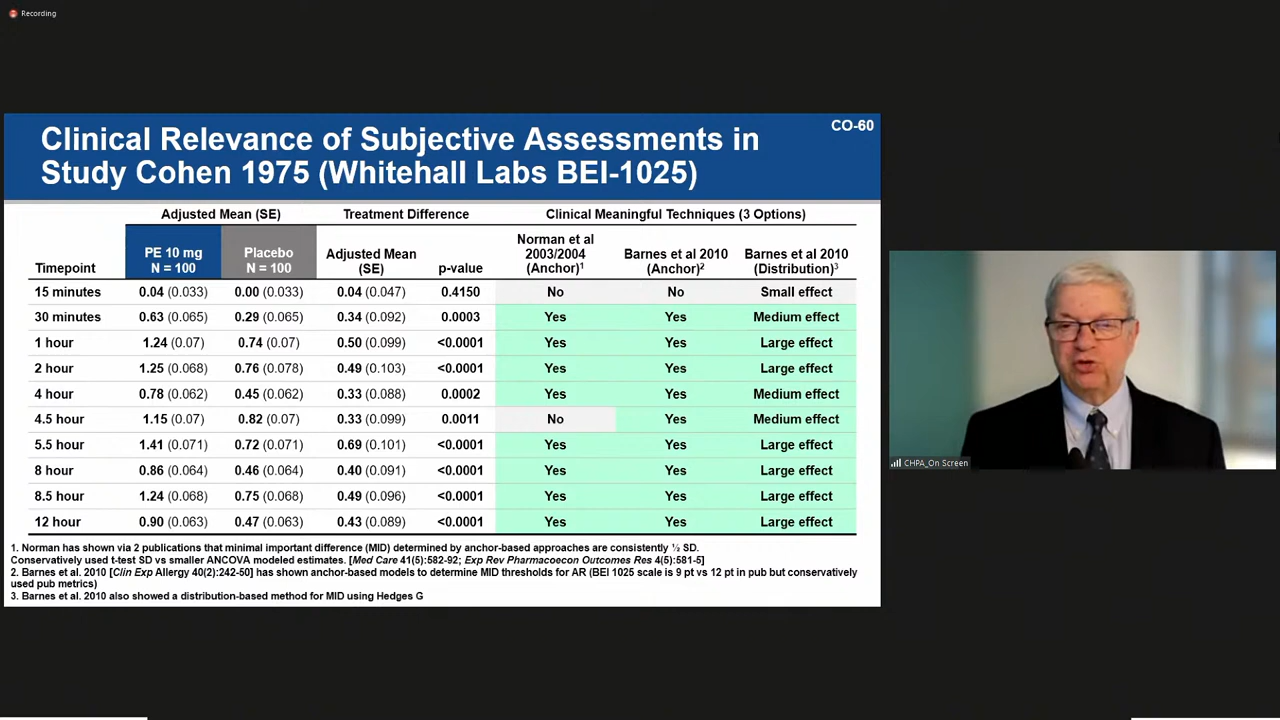 Recording
Clinical Relevance of Subjective Assessments in
Study Cohen 1975 (Whitehall Labs BEI-1025)
CO-60
Adjusted Mean (SE) Treatment Difference Clinical Meaningful Techniques (3 Options)
Timepoint PE 10 mg N = 100 Placebo N = 100 Adjusted Mean (SE) p-value Norman et al 2003/2004 (Anchor)1 Barnes et al 2010 (Anchor)2 Barnes et al 2010 (Distribution)3
15 minutes 0.04 (0.033) 0.00 (0.033) 0.04 (0.047) 0.4150 No No Small effect
30 minutes 0.63 (0.065) 0.29 (0.065) 0.34 (0.092) 0.0003 Yes Yes Medium effect
1 hour 1.24 (0.07) 0.74 (0.07) 0.50 (0.099) <0.0001 Yes Yes Large effect
2 hour 1.25 (0.068) 0.76 (0.078) 0.49 (0.103) <0.0001 Yes Yes Large effect
4 hour 0.78 (0.062) 0.45 (0.062) 0.33 (0.088) 0.0002 Yes Yes Medium effect
4.5 hour 1.15 (0.07) 0.82 (0.07) 0.33 (0.099) 0.0011 No Yes Medium effect
5.5 hour 1.41 (0.071) 0.72 (0.071) 0.69 (0.101) <0.0001 Yes Yes Large effect
8 hour 0.86 (0.064) 0.46 (0.064) 0.40 (0.091) <0.0001 Yes Yes Large effect
8.5 hour 1.24 (0.068) 0.75 (0.068) 0.49 (0.096) <0.0001 Yes Yes Large effect
12 hour 0.90 (0.063) 0.47 (0.063) 0.43 (0.089) <0.0001 Yes Yes Large effect
1. Norman has shown via 2 publications that minimal important difference (MID) determined by anchor-based approaches are consistently ½ SD.
Conservatively used t-test SD vs smaller ANCOVA modeled estimates. [Med Care 41(5):582-92; Exp Rev Pharmacoecon Outcomes Res 4(5):581-5]
2. Barnes et al. 2010 [Clin Exp Allergy 40(2):242-50] has shown anchor-based models to determine MID thresholds for AR (BEI 1025 scale is 9 pt vs 12 pt in pub but conservatively
used pub metrics)
3. Barnes et al. 2010 also showed a distribution-based method for MID using Hedges G
CHPA_On Screen